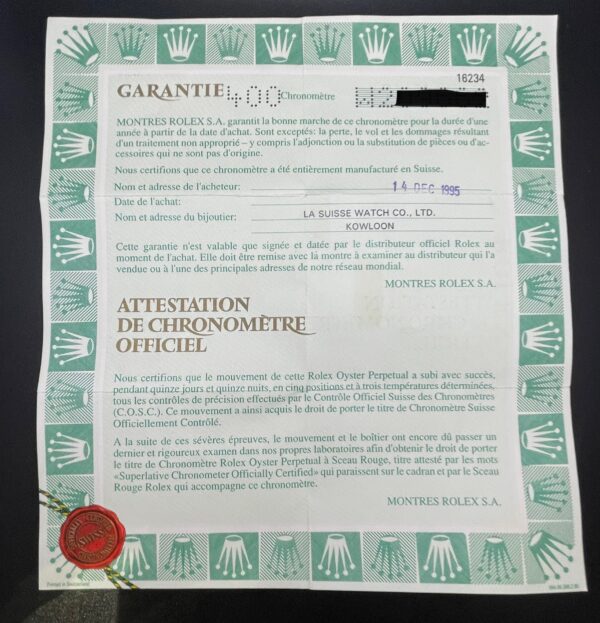 16234
GARANTIE 400 Chronomètre
MONTRES ROLEX S.A. garantit la bonne marche de ce chronomètre pour la durée d'une
année à partir de la date d'achat. Sont exceptés: la perte, le vol et les dommages résultant
d'un traitement non approprié – y compris l'adjonction ou la substitution de pièces ou d'ac-
cessoires qui ne sont pas d'origine.
Nous certifions que ce chronomètre a été entièrement manufacturé en Suisse.
Nom et adresse de l'acheteur:
14 DEC 1995
Date de l'achat:
Nom et adresse du bijoutier: LA SUISSE WATCH CO., LTD.
KOWLOON
Cette garantie n'est valable que signée et datée par le distributeur officiel Rolex au
moment de l'achat. Elle doit être remise avec la montre à examiner au distributeur qui l'a
vendue ou à l'une des principales adresses de notre réseau mondial.
MONTRES ROLEX S.A.
ATTESTATION
DE CHRONOMÈTRE
OFFICIEL
Nous certifions que le mouvement de cette Rolex Oyster Perpetual a subi avec succès,
pendant quinze jours et quinze nuits, en cinq positions et à trois températures déterminées,
tous les contrôles de précision effectués par le Contrôle Officiel Suisse des Chronomètres
(C.O.S.C.). Ce mouvement a ainsi acquis le droit de porter le titre de Chronomètre Suisse
Officiellement Contrôlé.
A la suite de ces sévères épreuves, le mouvement et le boîtier ont encore dû passer un
dernier et rigoureux examen dans nos propres laboratoires afin d'obtenir le droit de porter
le titre de Chronomètre Rolex Oyster Perpetual à Sceau Rouge, titre attesté par les mots
«Superlative Chronometer Officially Certified» qui paraissent sur le cadran et par le Sceau
Rouge Rolex qui accompagne ce chronomètre.
MONTRES ROLEX S.A.
Printed in Switzerland